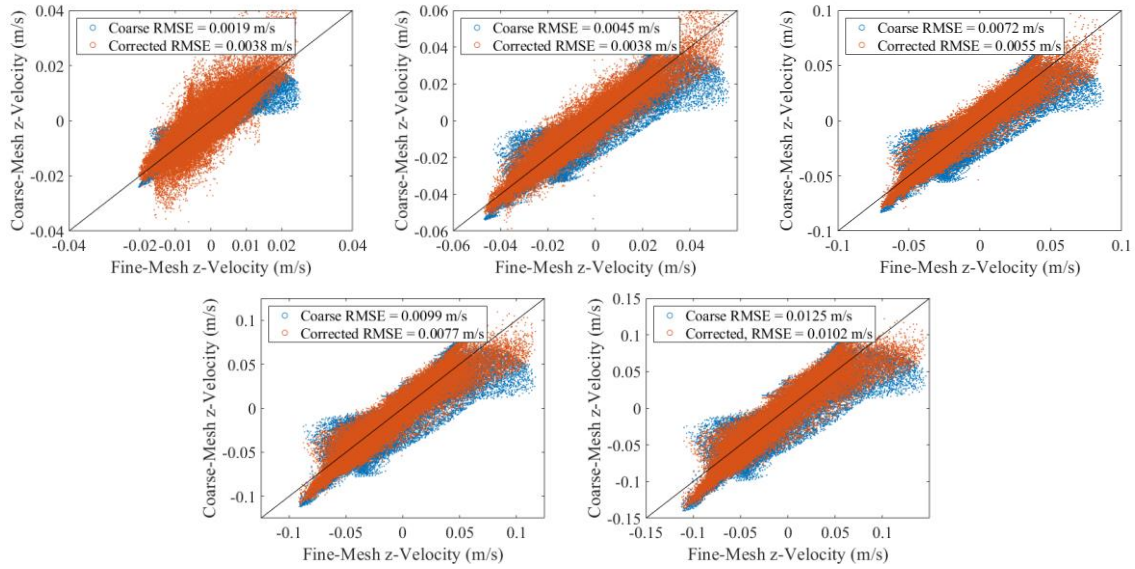 Coarse RMSE = 0.0019 m/s
Corrected RMSE = 0.0038 m/s
Coarse-Mesh z-Velocity (m/s)
0.04
0.02
0
-0.02
-0.04
-0.04
-0.02
-0.01
0
0.02
0.04
Fine-Mesh z-Velocity (m/s)
Coarse RMSE = 0.0045 m/s
Corrected RMSE = 0.0038 m/s
Coarse-Mesh z-Velocity (m/s)
0.06
0.04
0.02
0
-0.02
-0.04
-0.06
-0.06
-0.04
-0.02
0
0.02
0.04
Fine-Mesh z-Velocity (m/s)
Coarse RMSE = 0.0072 m/s
Corrected RMSE = 0.0055 m/s
Coarse-Mesh z-Velocity (m/s)
0.1
0.05
0
-0.05
-0.1
-0.1
-0.05
0
0.05
0.1
Fine-Mesh z-Velocity (m/s)
Coarse RMSE = 0.0099 m/s
Corrected RMSE = 0.0077 m/s
Coarse-Mesh z-Velocity (m/s)
0.1
0.05
0
-0.05
-0.1
-0.1
-0.05
0
0.05
0.1
Fine-Mesh z-Velocity (m/s)
Coarse RMSE = 0.0125 m/s
Corrected, RMSE = 0.0102 m/s
Coarse-Mesh z-Velocity (m/s)
0.15
0.1
0.05
0
-0.05
-0.1
-0.15
-0.15
-0.1
-0.05
0
0.05
0.1
Fine-Mesh z-Velocity (m/s)